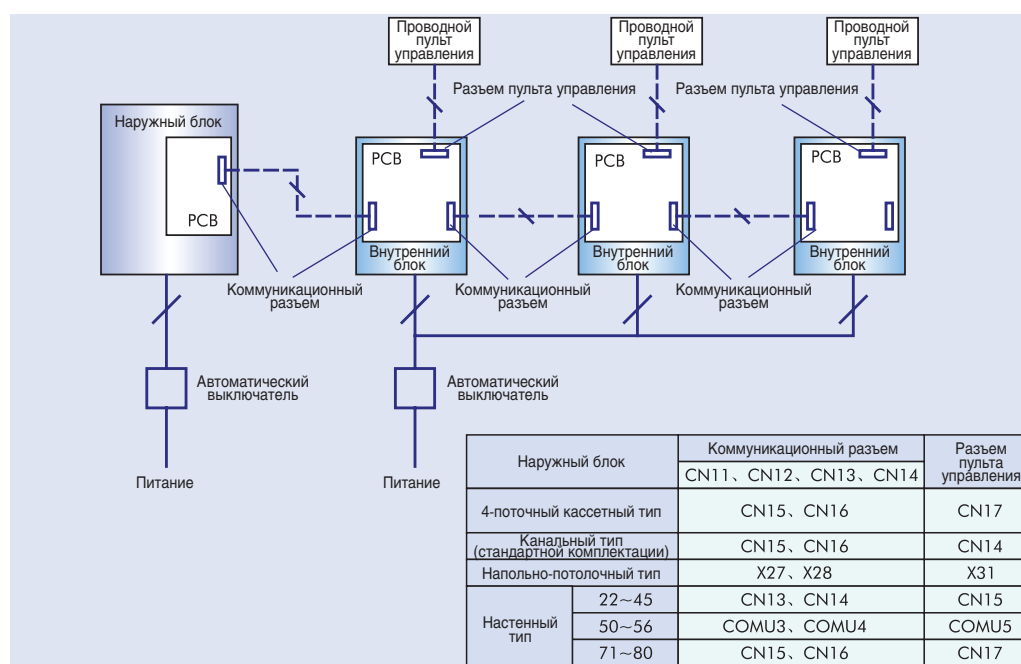 Проводной
пульт
управления
Проводной
пульт
управления
Проводной
пульт
управления
Разъем пульта управления
Разъем пульта управления
Наружный блок
PCB
PCB
PCB
PCB
Внутренний
блок
Внутренний
блок
Внутренний
блок
Коммуникационный
разъем
Коммуникационный
разъем
Коммуникационный
разъем
Автоматический
выключатель
Автоматический
выключатель
Питание
Питание
Наружный блок
Коммуникационный разъем
Разъем
пульта
управления
CN11、CN12、CN13、CN14
4-поточный кассетный тип
CN15、CN16
CN17
Канальный тип
(стандартной комплектации)
CN15、CN16
CN14
Напольно-потолочный тип
X27、X28
X31
Настенный
тип
22~45
CN13、CN14
CN15
50~56
COMU3、COMU4
COMU5
71~80
CN15、CN16
CN17